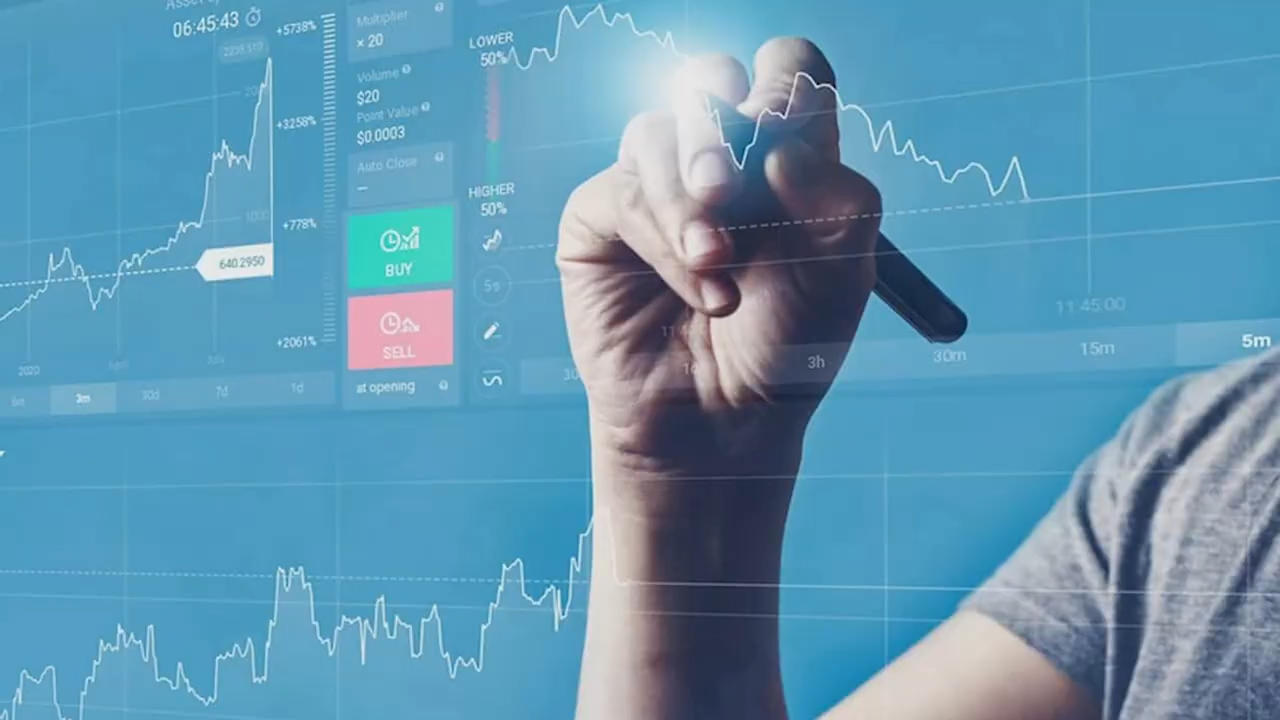 06:45:43
+5738%
2239.510
+3258%
1000
+778%
640.2950
+2061%
2020
3m
30d
7d
1d
Multiplier
× 20
Volume
$20
Point Value
$0.0003
Auto Close
–
BUY
SELL
at opening
LOWER
50%
HIGHER
50%
5s
11:45:00
3h
30m
15m
5m